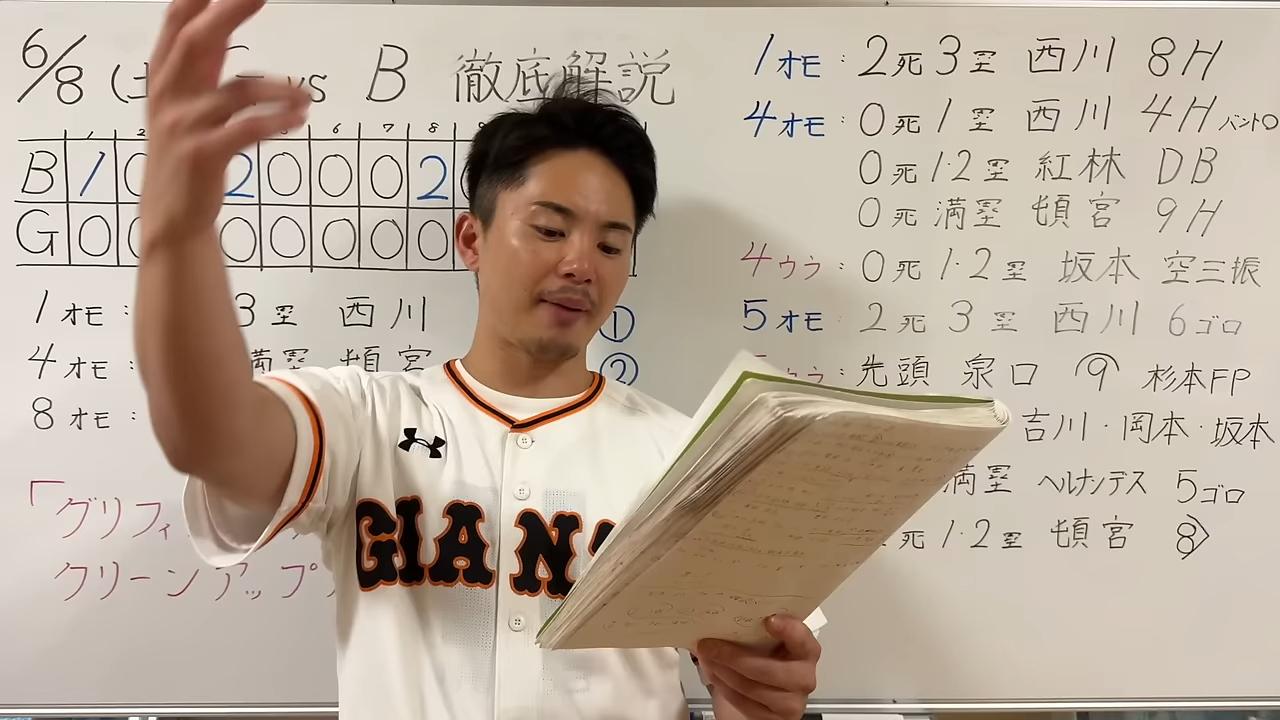 6/8 (土) vs B 徹底解説
1 2 6 7 8 9
B 1 0 2 0 0 0 2
G 0 0 0 0 0 0 0
1オモ: 3塁 西川 ①
4オモ: 満塁 頓宮 ②
8オモ:
「グリフィ
クリーンアップ
1オモ: 2死3塁 西川 8H
4オモ: 0死1塁 西川 4H バント○
0死1・2塁 紅林 DB
0死満塁 頓宮 9H
4ウラ: 0死1・2塁 坂本 空三振
5オモ: 2死3塁 西川 6ゴロ
ウラ: 先頭 泉口 9 杉本FP
吉川・岡本・坂本
満塁 ヘルナンデス 5ゴロ
死1・2塁 頓宮 8
GIAN